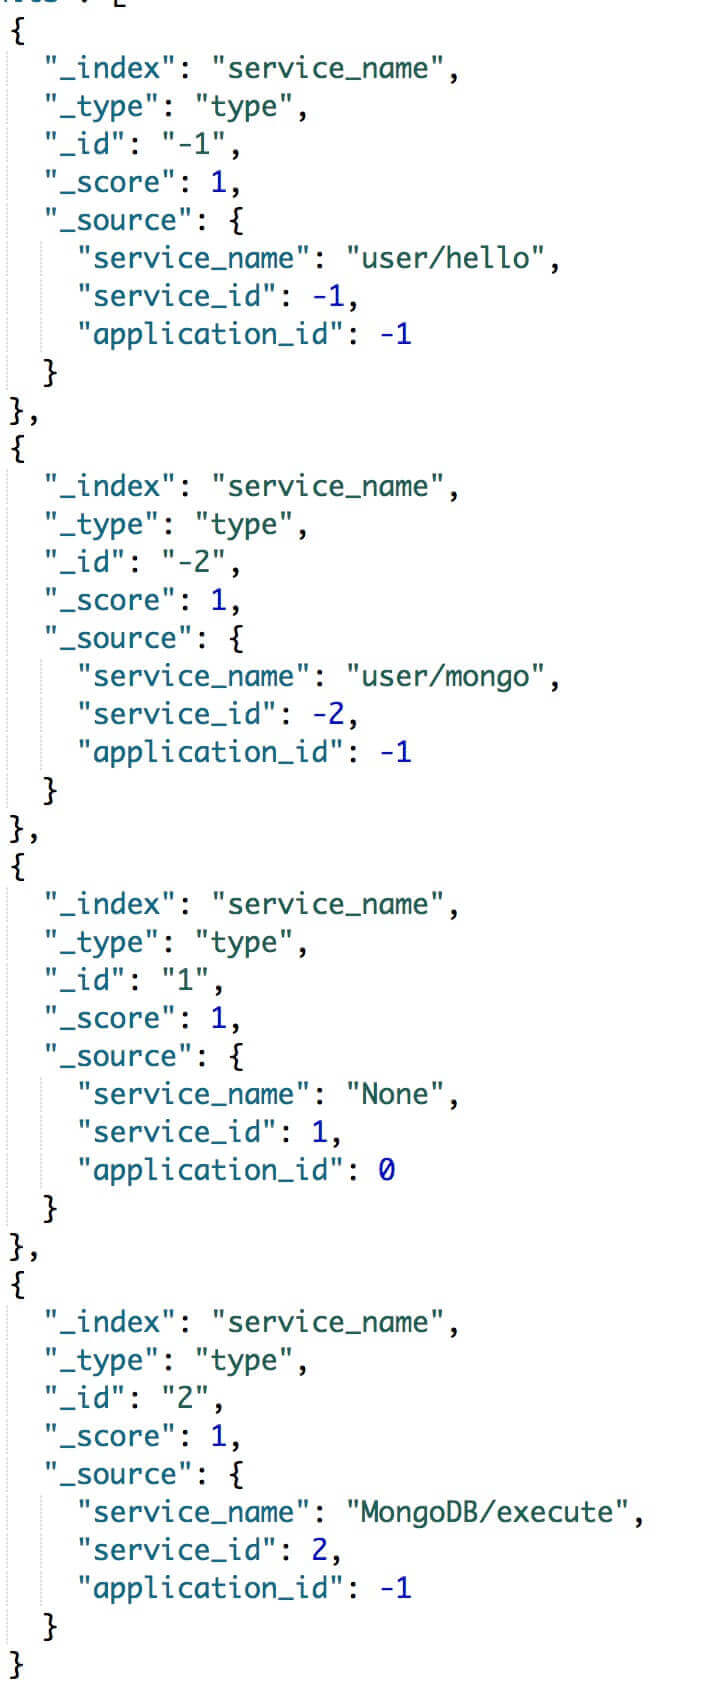 {
"_index": "service_name",
"_type": "type",
"_id": "-1",
"_score": 1,
"_source": {
"service_name": "user/hello",
"service_id": -1,
"application_id": -1
}
},
{
"_index": "service_name",
"_type": "type",
"_id": "-2",
"_score": 1,
"_source": {
"service_name": "user/mongo",
"service_id": -2,
"application_id": -1
}
},
{
"_index": "service_name",
"_type": "type",
"_id": "1",
"_score": 1,
"_source": {
"service_name": "None",
"service_id": 1,
"application_id": 0
}
},
{
"_index": "service_name",
"_type": "type",
"_id": "2",
"_score": 1,
"_source": {
"service_name": "MongoDB/execute",
"service_id": 2,
"application_id": -1
}
}